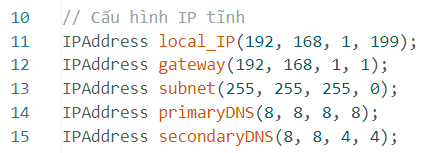 10 // Cấu hình IP tĩnh
11 IPAddress local_IP(192, 168, 1, 199);
12 IPAddress gateway(192, 168, 1, 1);
13 IPAddress subnet(255, 255, 255, 0);
14 IPAddress primaryDNS(8, 8, 8, 8);
15 IPAddress secondaryDNS(8, 8, 4, 4);